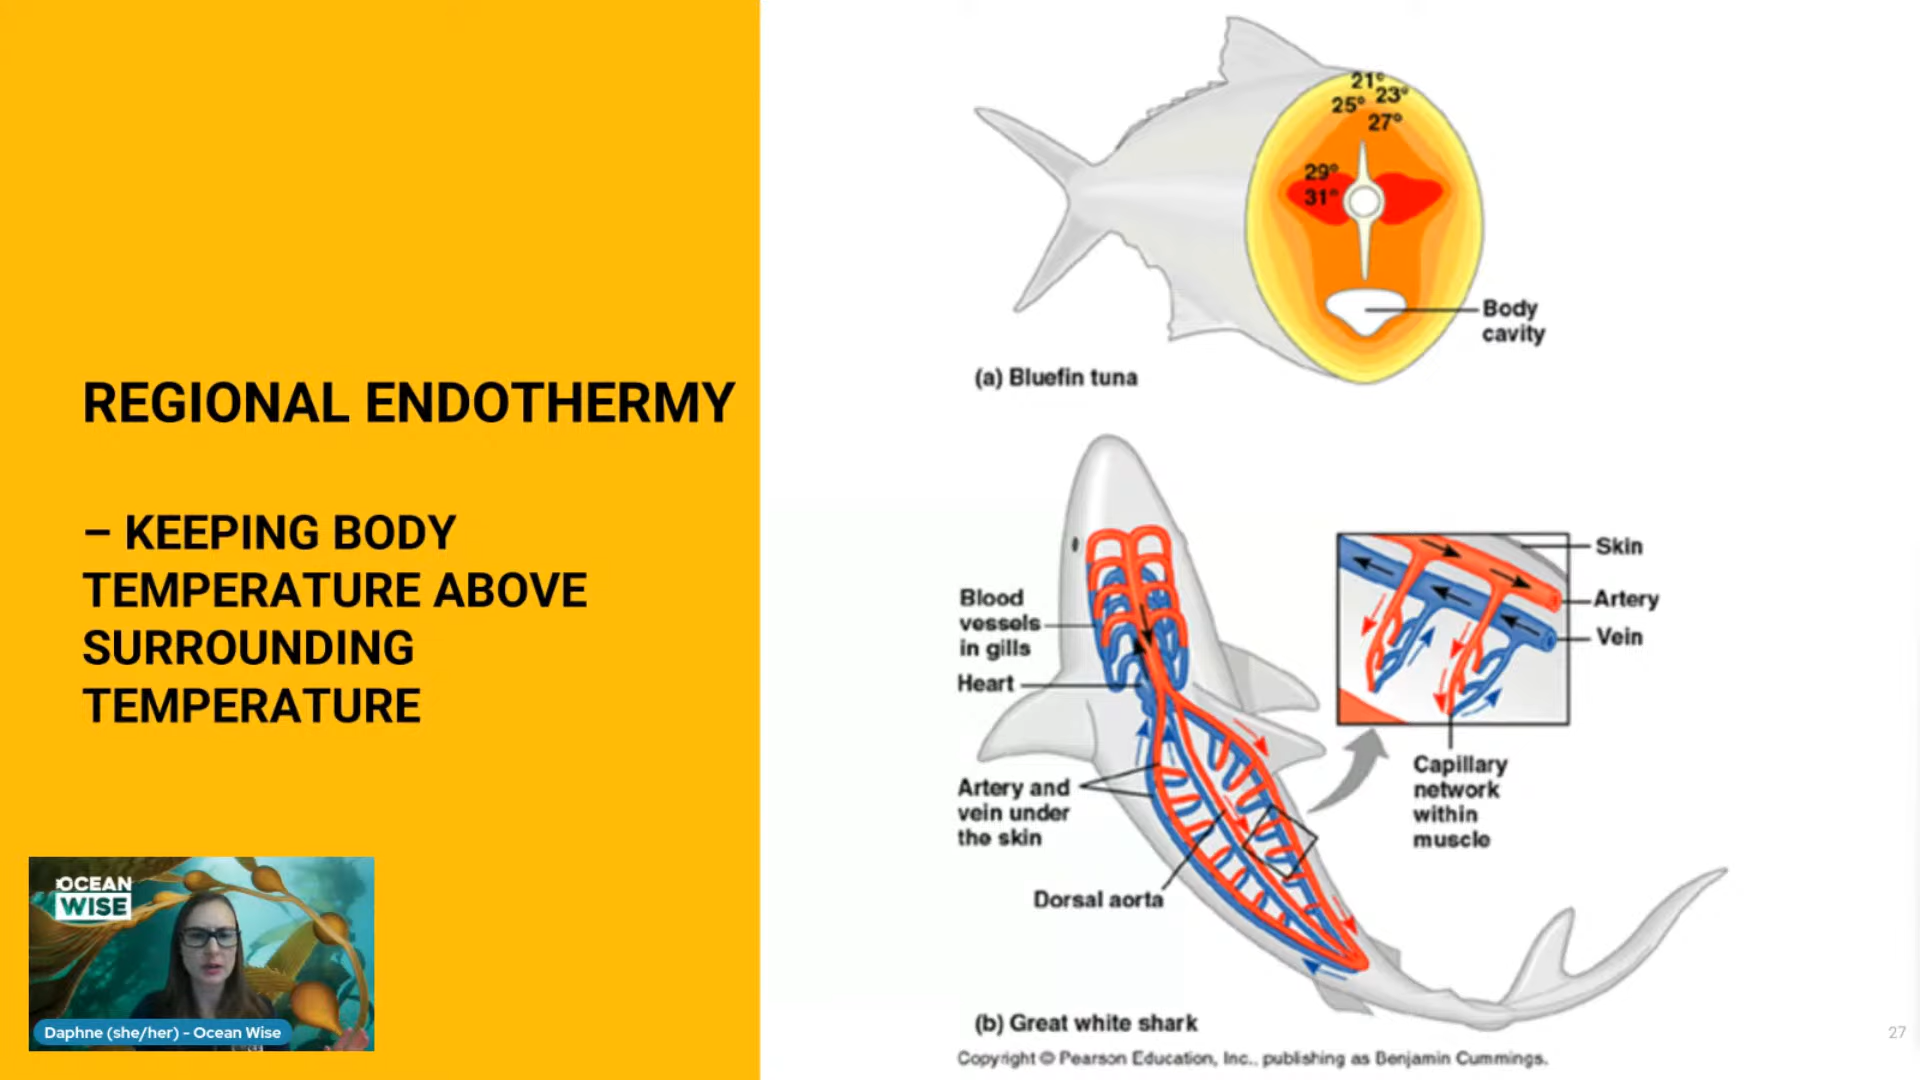 REGIONAL ENDOTHERMY
– KEEPING BODY
TEMPERATURE ABOVE
SURROUNDING
TEMPERATURE
OCEAN
WISE
Daphne (she/her) - Ocean Wise
21°
25° 23°
27°
29°
31°
Body
cavity
(a) Bluefin tuna
Blood
vessels
in gills
Heart
Artery and
vein under
the skin
Dorsal aorta
Skin
Artery
Vein
Capillary
network
within
muscle
(b) Great white shark
Copyright © Pearson Education, Inc., publishing as Benjamin Cummings.
27